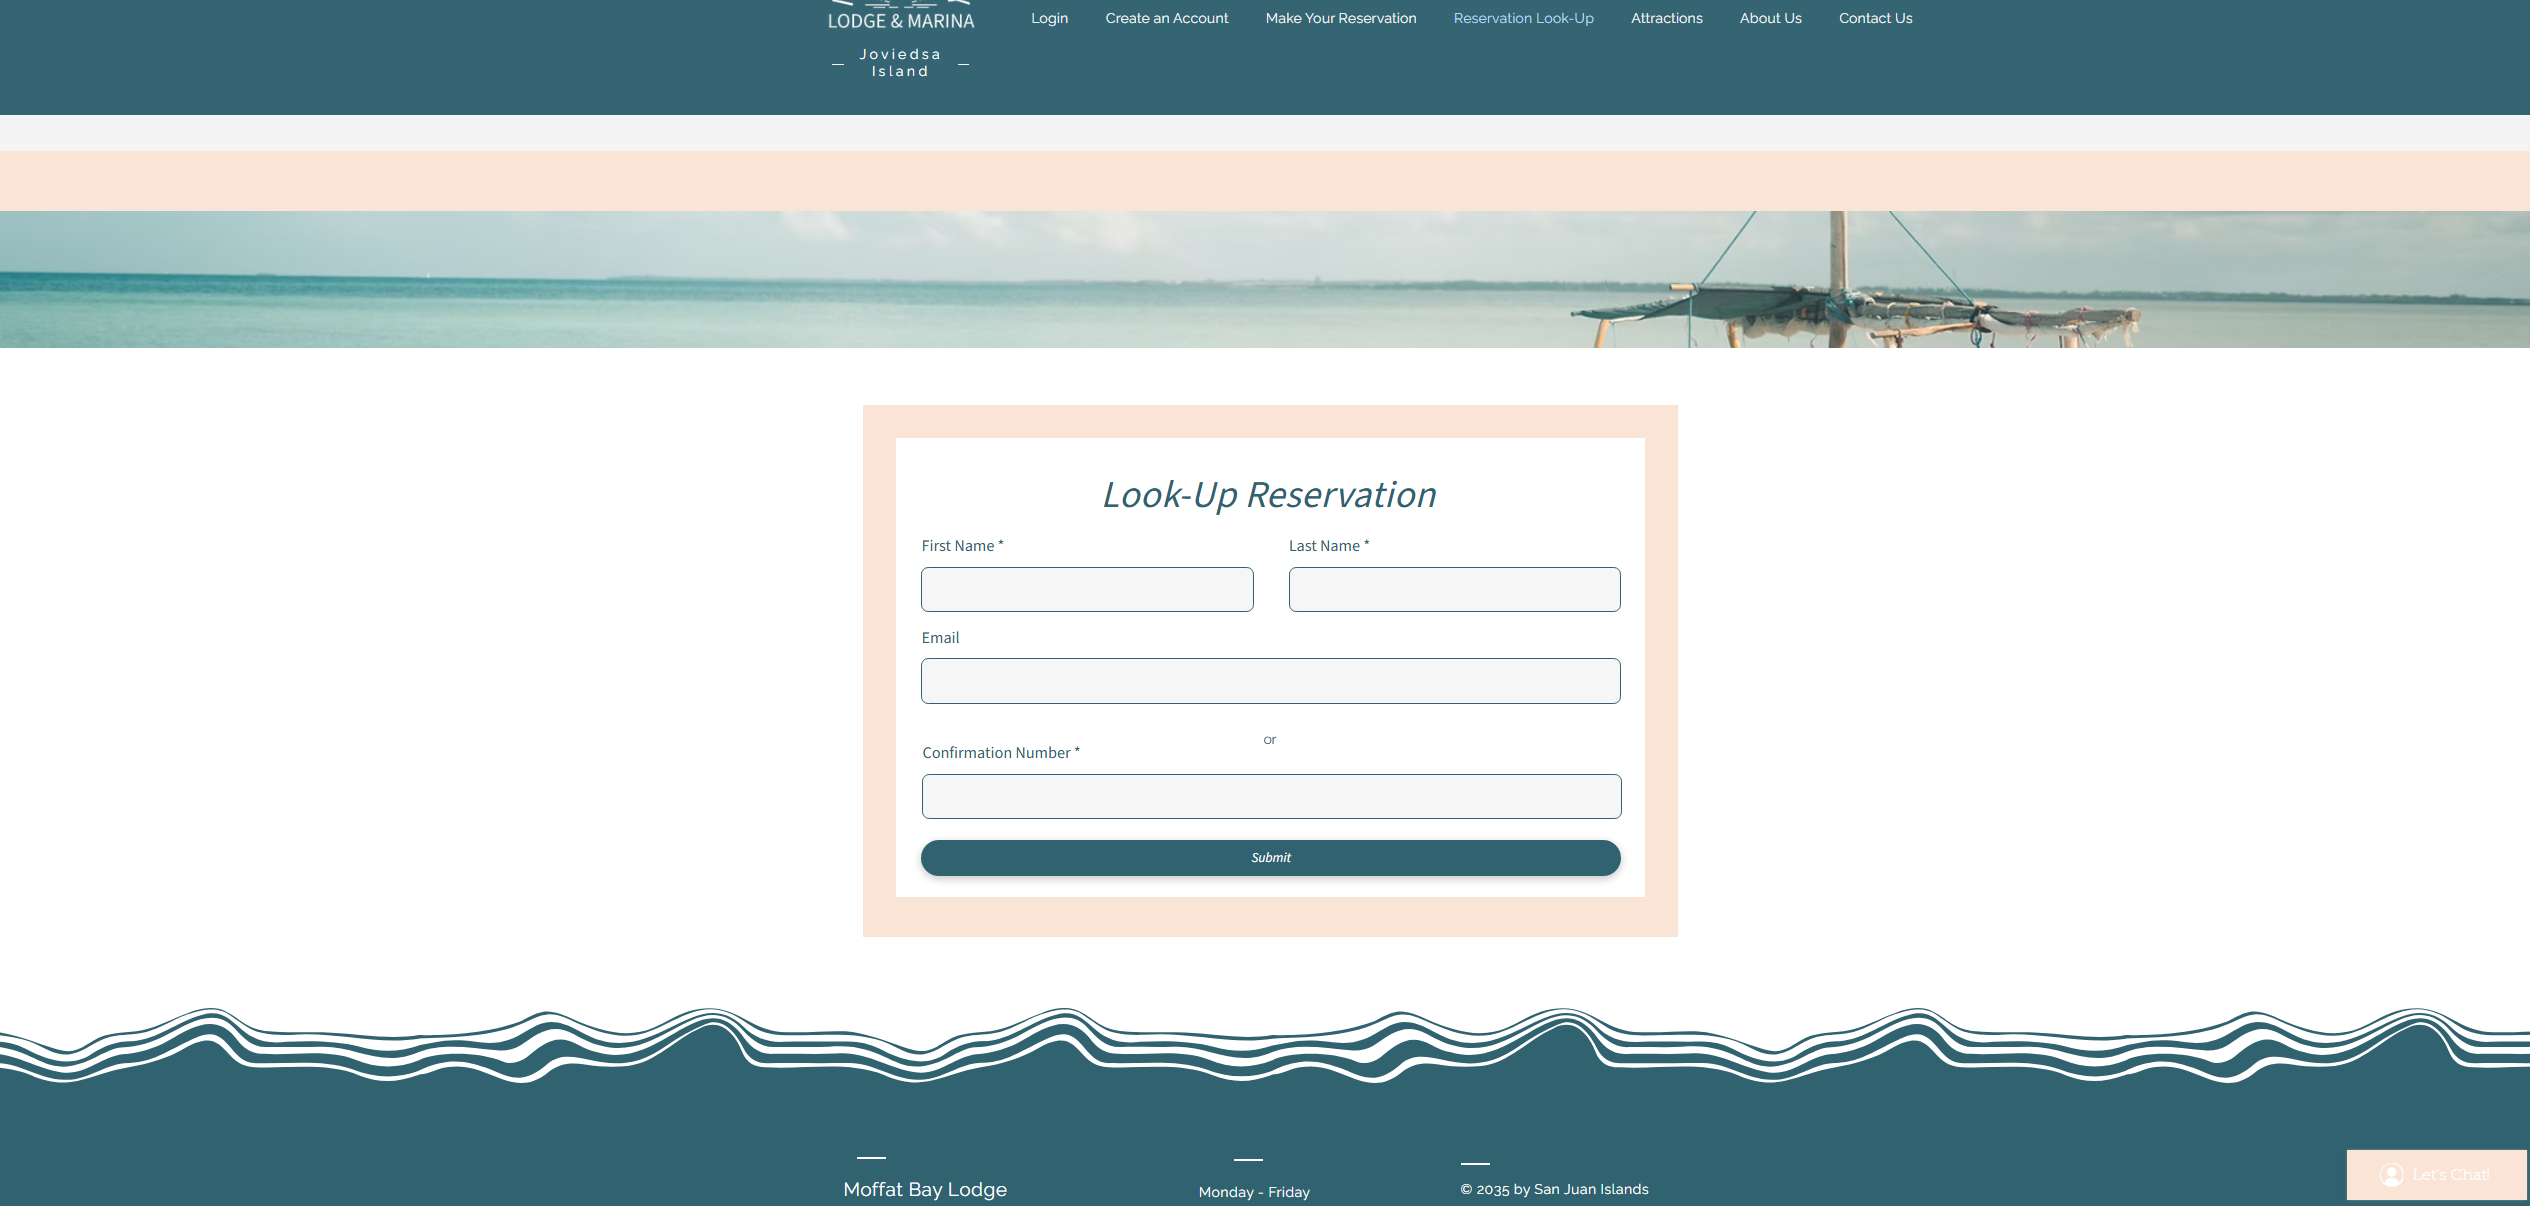 LODGE & MARINA
Joviedsa
Island
Login
Create an Account
Make Your Reservation
Reservation Look-Up
Attractions
About Us
Contact Us
Look-Up Reservation
First Name *
Last Name *
Email
or
Confirmation Number *
Submit
Moffat Bay Lodge
Monday - Friday
© 2035 by San Juan Islands
Let's Chat!